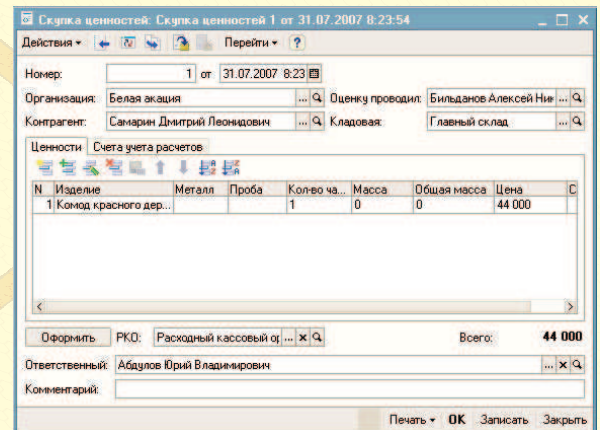 Скупка ценностей: Скупка ценностей 1 от 31.07.2007 8:23:54
Действия Перейти ?
Номер: 1 от 31.07.2007 8:23
Организация: Белая акация ... Оценку проводил: Бильданов Алексей Ник ...
Контрагент: Самарин Дмитрий Леонидович ... Кладовая: Главный склад ...
Ценности Счета учета расчетов
N Изделие Металл Проба Кол-во ча... Масса Общая масса Цена С
1 Комод красного дер... 1 0 0 44 000
Оформить РКО: Расходный кассовый ор ... x Всего: 44 000
Ответственный: Абдулов Юрий Владимирович ... x
Комментарий:
Печать OK Записать Закрыть